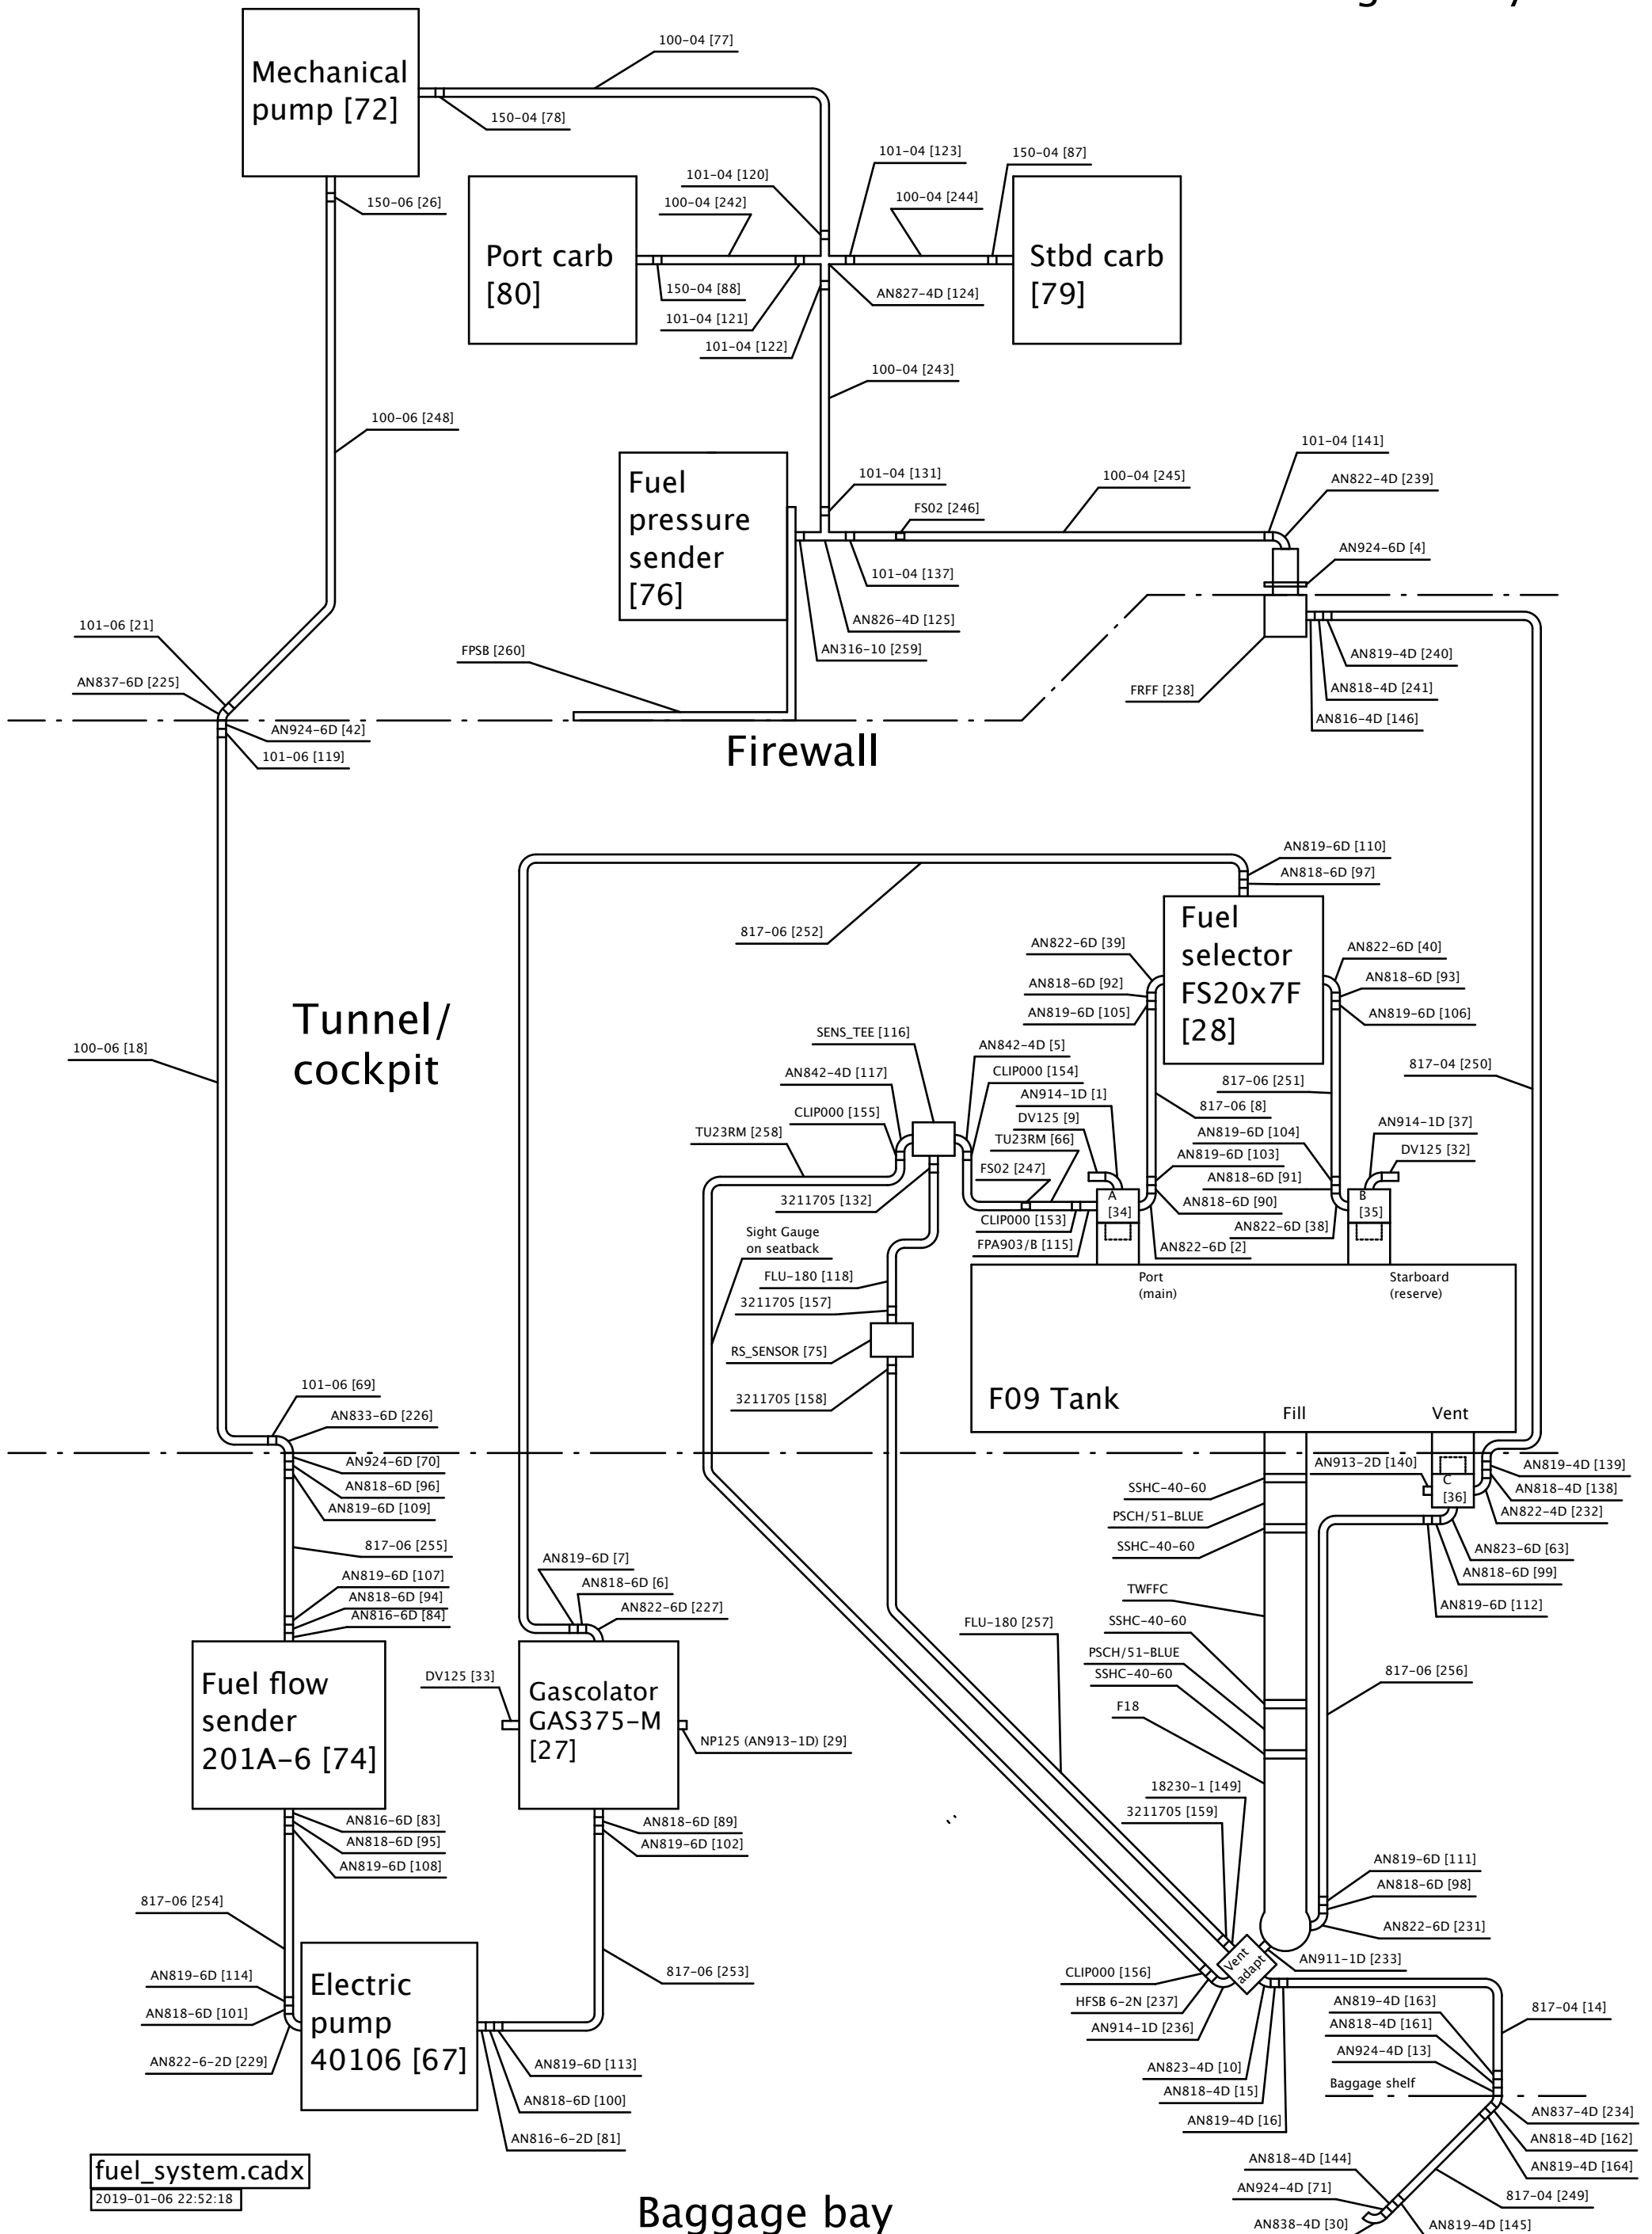 Mechanical
pump [72]
100-04 [77]
150-04 [78]
150-06 [26]
101-04 [120]
100-04 [242]
101-04 [123]
100-04 [244]
150-04 [87]
Port carb
[80]
Stbd carb
[79]
150-04 [88]
101-04 [121]
101-04 [122]
AN827-4D [124]
100-04 [243]
100-06 [248]
Fuel
pressure
sender
[76]
101-04 [131]
FS02 [246]
100-04 [245]
101-04 [141]
AN822-4D [239]
AN924-6D [4]
101-04 [137]
AN826-4D [125]
AN316-10 [259]
FPSB [260]
101-06 [21]
AN837-6D [225]
AN924-6D [42]
101-06 [119]
FRFF [238]
AN819-4D [240]
AN818-4D [241]
AN816-4D [146]
Firewall
AN819-6D [110]
AN818-6D [97]
817-06 [252]
Fuel
selector
FS20x7F
[28]
AN822-6D [39]
AN818-6D [92]
AN819-6D [105]
AN822-6D [40]
AN818-6D [93]
AN819-6D [106]
Tunnel/
cockpit
100-06 [18]
SENS_TEE [116]
AN842-4D [117]
CLIP000 [155]
TU23RM [258]
AN842-4D [5]
CLIP000 [154]
AN914-1D [1]
DV125 [9]
TU23RM [66]
FS02 [247]
817-06 [251]
817-06 [8]
817-04 [250]
AN819-6D [104]
AN819-6D [103]
AN818-6D [91]
AN818-6D [90]
AN822-6D [38]
AN822-6D [2]
AN914-1D [37]
DV125 [32]
3211705 [132]
CLIP000 [153]
FPA903/B [115]
A
[34]
B
[35]
Sight Gauge
on seatback
FLU-180 [118]
3211705 [157]
RS_SENSOR [75]
3211705 [158]
Port
(main)
Starboard
(reserve)
F09 Tank
Fill
Vent
101-06 [69]
AN833-6D [226]
AN924-6D [70]
AN818-6D [96]
AN819-6D [109]
817-06 [255]
AN819-6D [107]
AN818-6D [94]
AN816-6D [84]
AN913-2D [140]
C
[36]
AN819-4D [139]
AN818-4D [138]
AN822-4D [232]
AN823-6D [63]
AN818-6D [99]
AN819-6D [112]
SSHC-40-60
PSCH/51-BLUE
SSHC-40-60
TWFFC
SSHC-40-60
PSCH/51-BLUE
SSHC-40-60
F18
817-06 [256]
AN819-6D [7]
AN818-6D [6]
AN822-6D [227]
FLU-180 [257]
Fuel flow
sender
201A-6 [74]
DV125 [33]
Gascolator
GAS375-M
[27]
NP125 (AN913-1D) [29]
AN816-6D [83]
AN818-6D [95]
AN819-6D [108]
AN818-6D [89]
AN819-6D [102]
18230-1 [149]
3211705 [159]
AN819-6D [111]
AN818-6D [98]
AN822-6D [231]
817-06 [254]
Electric
pump
40106 [67]
AN819-6D [114]
AN818-6D [101]
AN822-6-2D [229]
817-06 [253]
AN819-6D [113]
AN818-6D [100]
AN816-6-2D [81]
Vent
adapt
AN911-1D [233]
CLIP000 [156]
HFSB 6-2N [237]
AN914-1D [236]
AN823-4D [10]
AN818-4D [15]
AN819-4D [16]
AN819-4D [163]
AN818-4D [161]
AN924-4D [13]
817-04 [14]
Baggage shelf
AN837-4D [234]
AN818-4D [162]
AN819-4D [164]
AN818-4D [144]
AN924-4D [71]
AN838-4D [30]
817-04 [249]
AN819-4D [145]
fuel_system.cadx
2019-01-06 22:52:18
Baggage bay